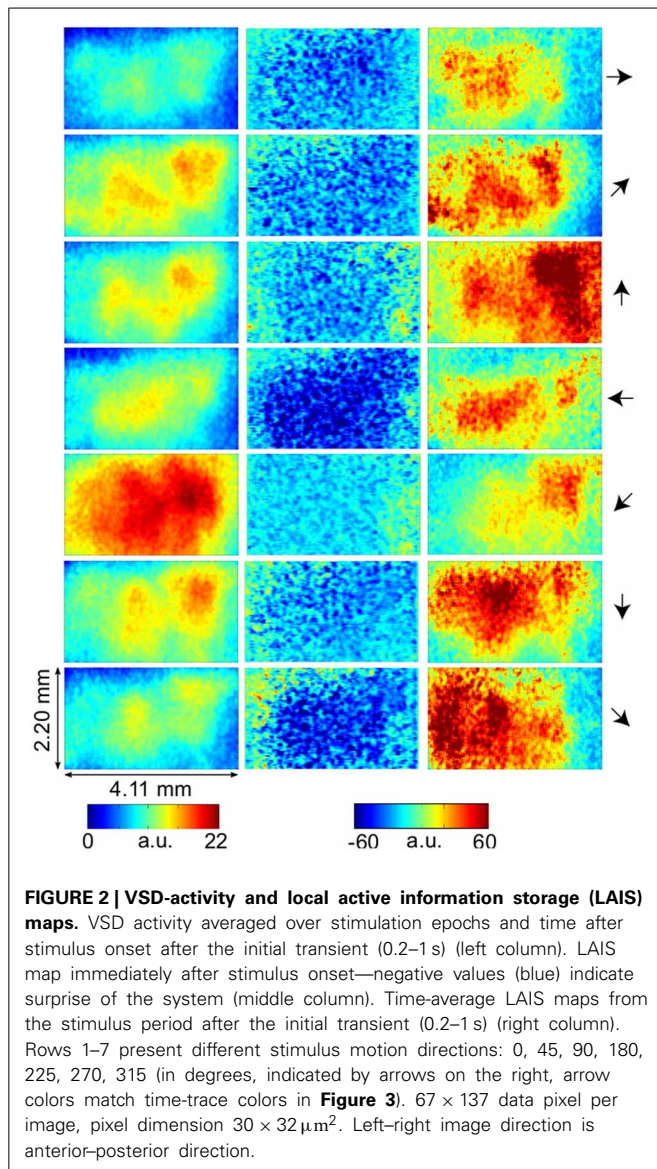 2.20 mm
4.11 mm
0 a.u. 22
-60 a.u. 60
FIGURE 2 | VSD-activity and local active information storage (LAIS)
maps. VSD activity averaged over stimulation epochs and time after
stimulus onset after the initial transient (0.2–1 s) (left column). LAIS
map immediately after stimulus onset—negative values (blue) indicate
surprise of the system (middle column). Time-average LAIS maps from
the stimulus period after the initial transient (0.2–1 s) (right column).
Rows 1–7 present different stimulus motion directions: 0, 45, 90, 180,
225, 270, 315 (in degrees, indicated by arrows on the right, arrow
colors match time-trace colors in Figure 3). 67 × 137 data pixel per
image, pixel dimension 30 × 32 μm². Left–right image direction is
anterior–posterior direction.